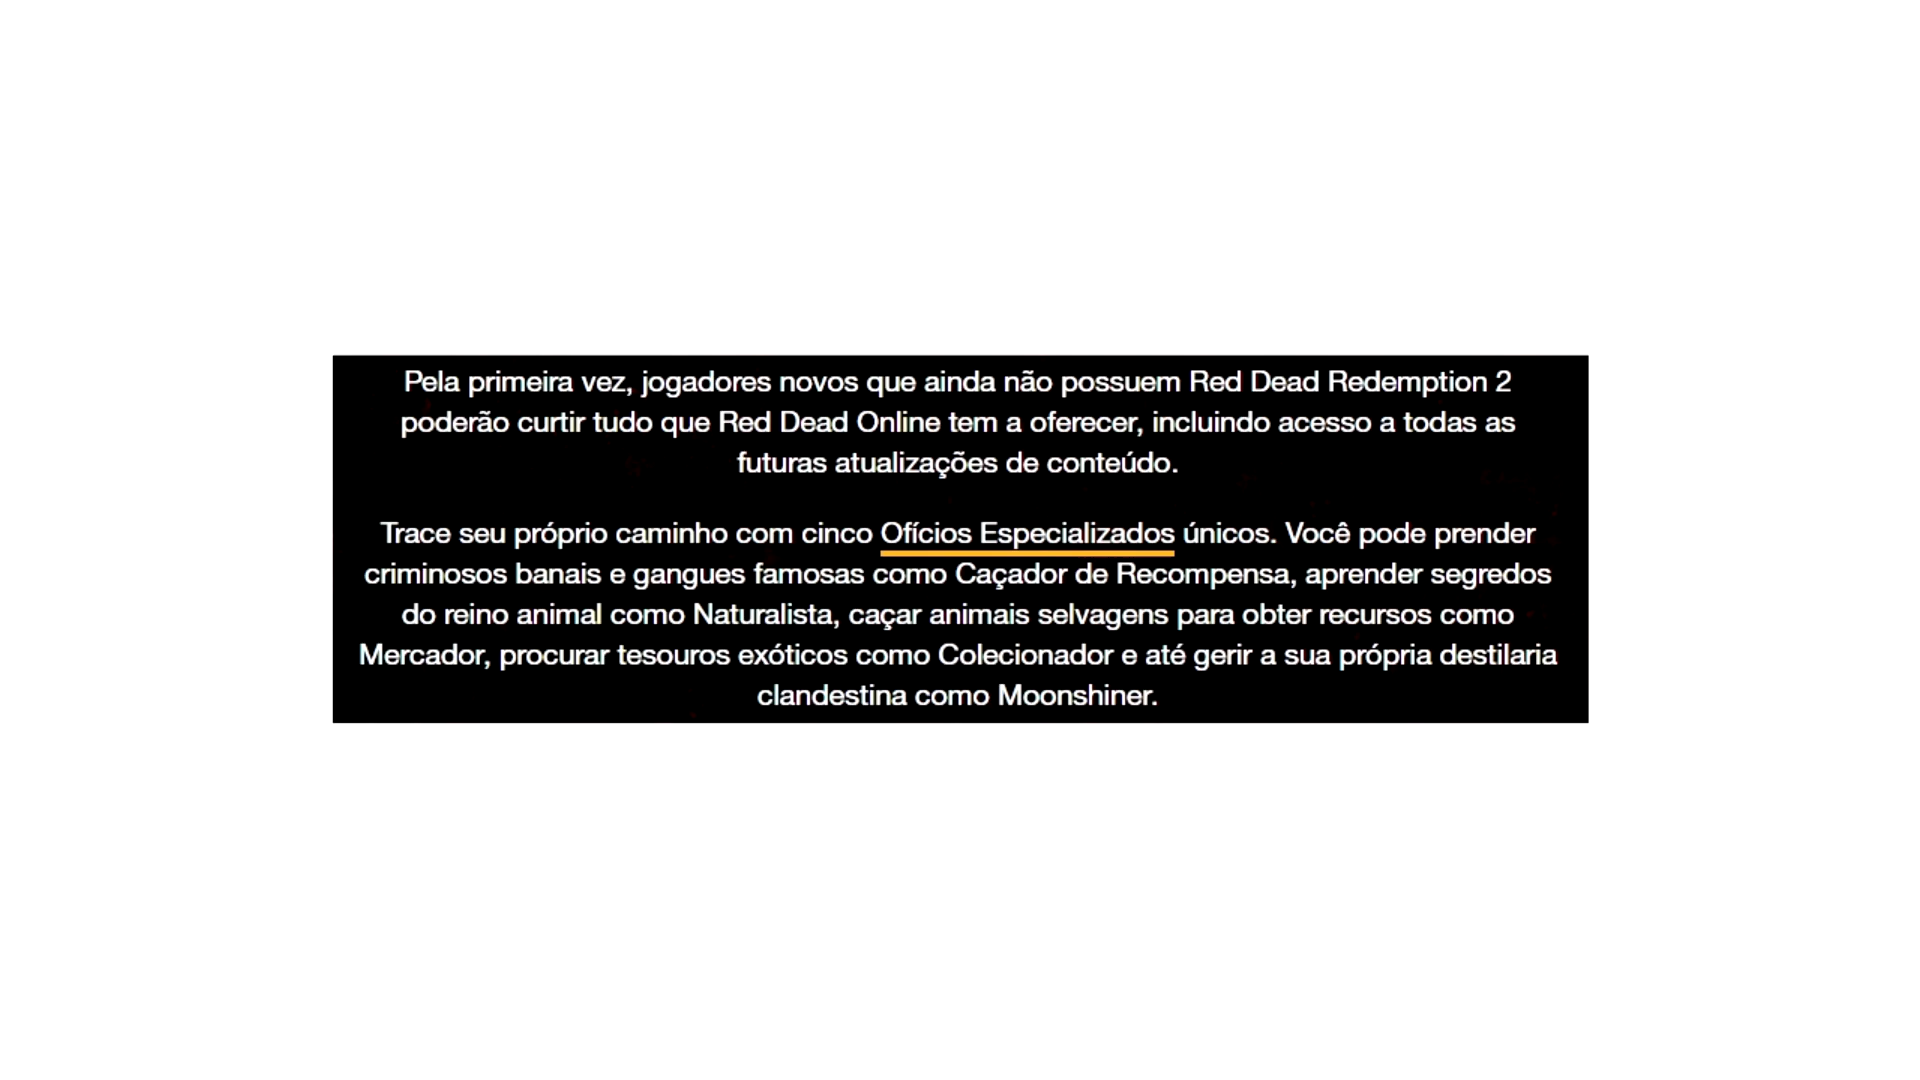 Pela primeira vez, jogadores novos que ainda não possuem Red Dead Redemption 2
poderão curtir tudo que Red Dead Online tem a oferecer, incluindo acesso a todas as
futuras atualizações de conteúdo.
Trace seu próprio caminho com cinco Ofícios Especializados únicos. Você pode prender
criminosos banais e gangues famosas como Caçador de Recompensa, aprender segredos
do reino animal como Naturalista, caçar animais selvagens para obter recursos como
Mercador, procurar tesouros exóticos como Colecionador e até gerir a sua própria destilaria
clandestina como Moonshiner.